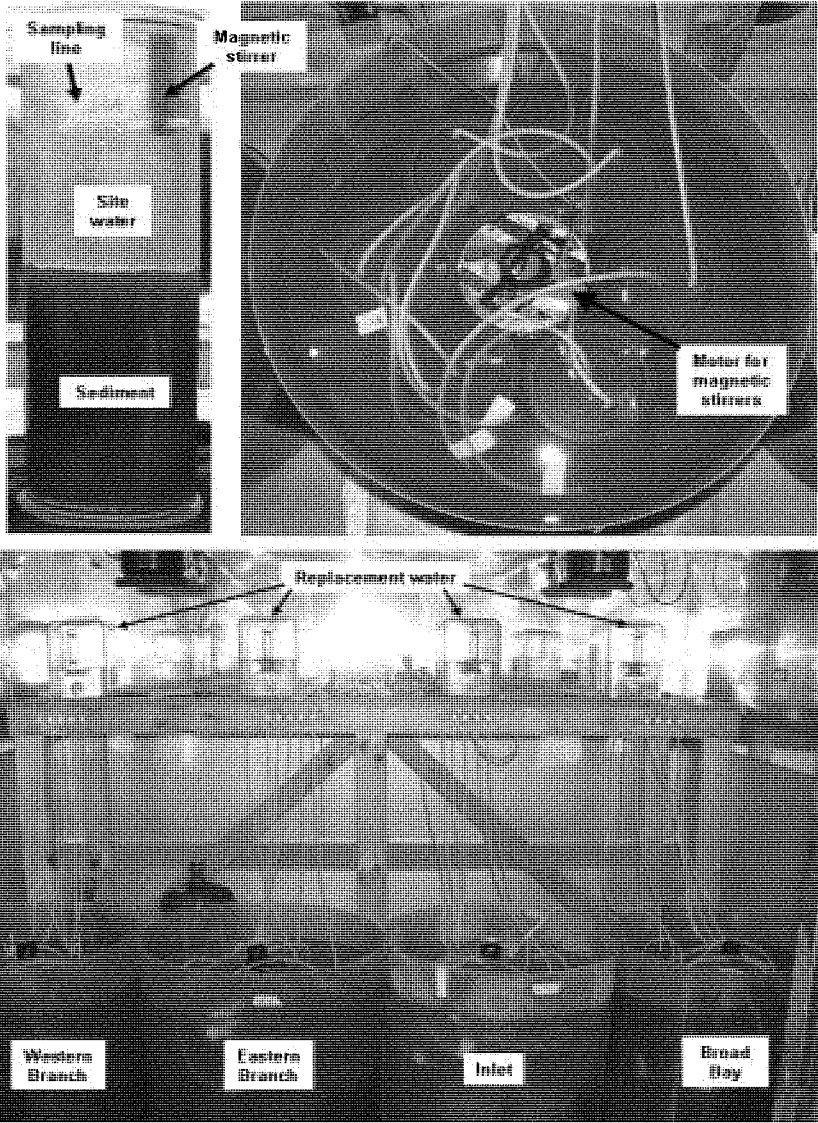 Sampling
line
Magnetic
stirrer
Site
water
Sediment
Motor for
magnetic
stirrers
Replacement water
Western
Branch
Eastern
Branch
Inlet
Broad
Bay